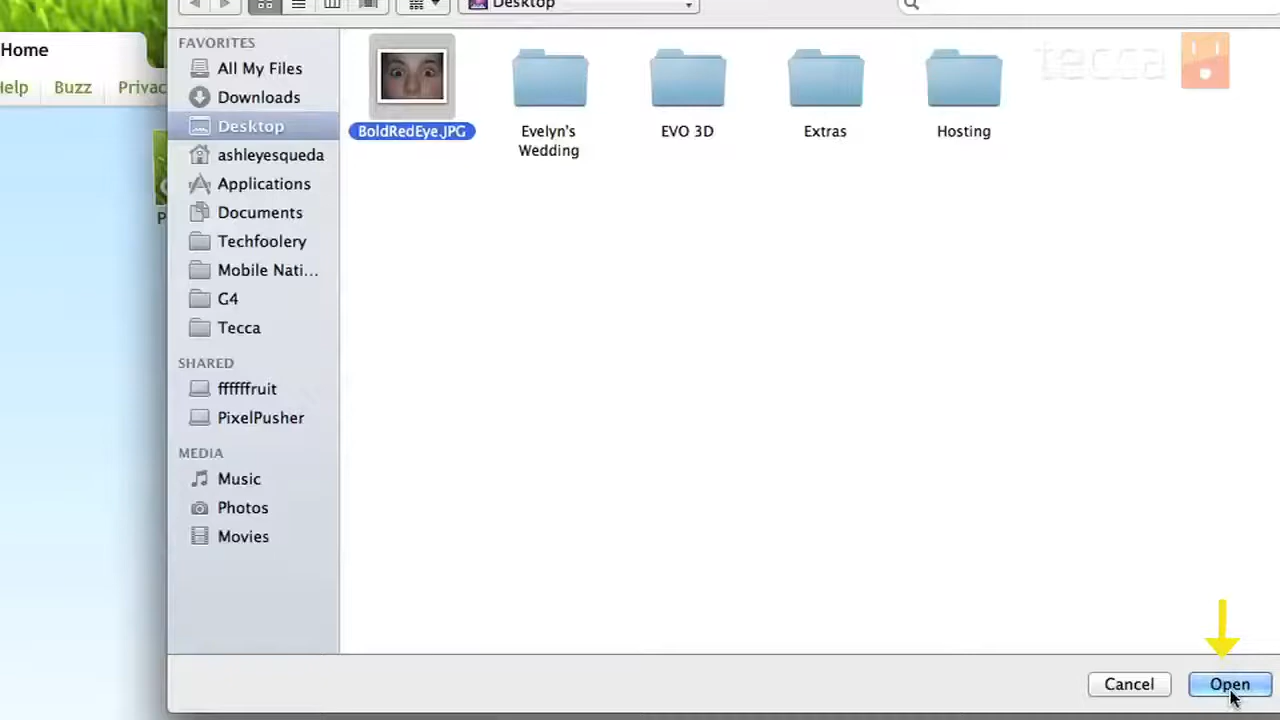 Desktop
Home
Help Buzz Privac
tecca
FAVORITES
All My Files
Downloads
Desktop
ashleyesqueda
Applications
Documents
Techfoolery
Mobile Nati...
G4
Tecca
SHARED
ffffffruit
PixelPusher
MEDIA
Music
Photos
Movies
BoldRedEye.JPG
Evelyn's
Wedding
EVO 3D
Extras
Hosting
Cancel
Open